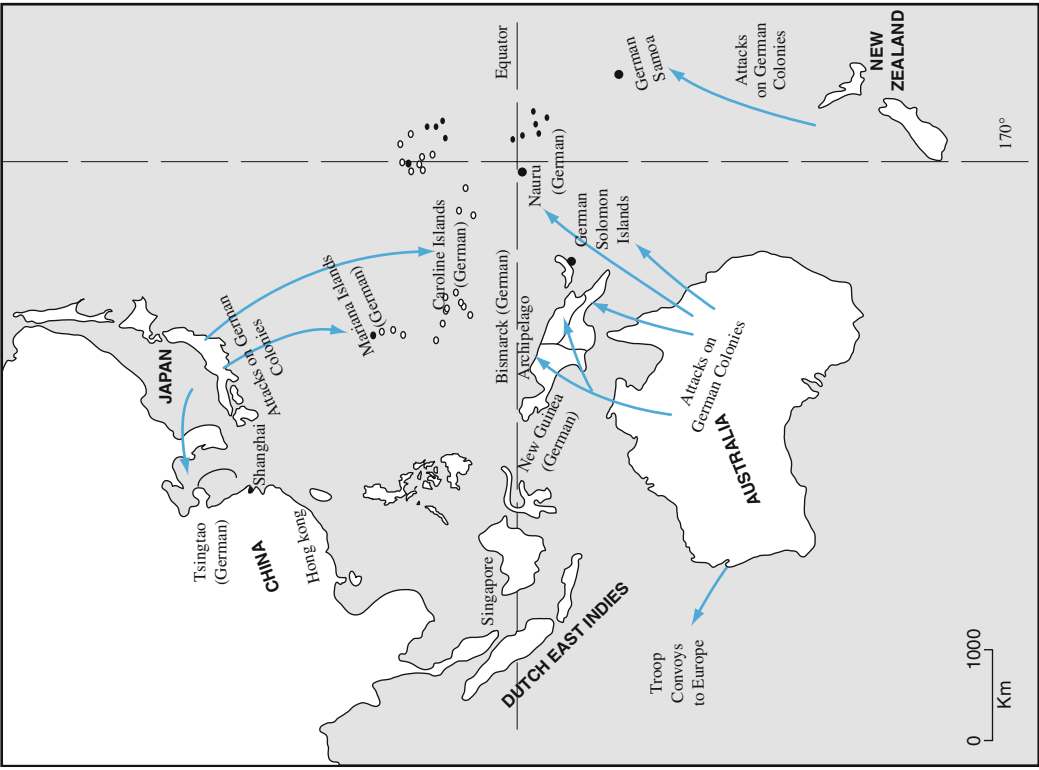 JAPAN
Tsingtao
(German)
Shanghai
CHINA
Hong kong
Attacks on German
Colonies
Mariana Islands
(German)
Caroline Islands
(German)
Equator
Singapore
Bismarck (German)
Archipelago
New Guinea
(German)
Nauru
(German)
German
Solomon
Islands
German
Samoa
DUTCH EAST INDIES
Troop
Convoys
to Europe
Attacks on
German Colonies
AUSTRALIA
Attacks
on German
Colonies
NEW
ZEALAND
0 1000
Km
170°